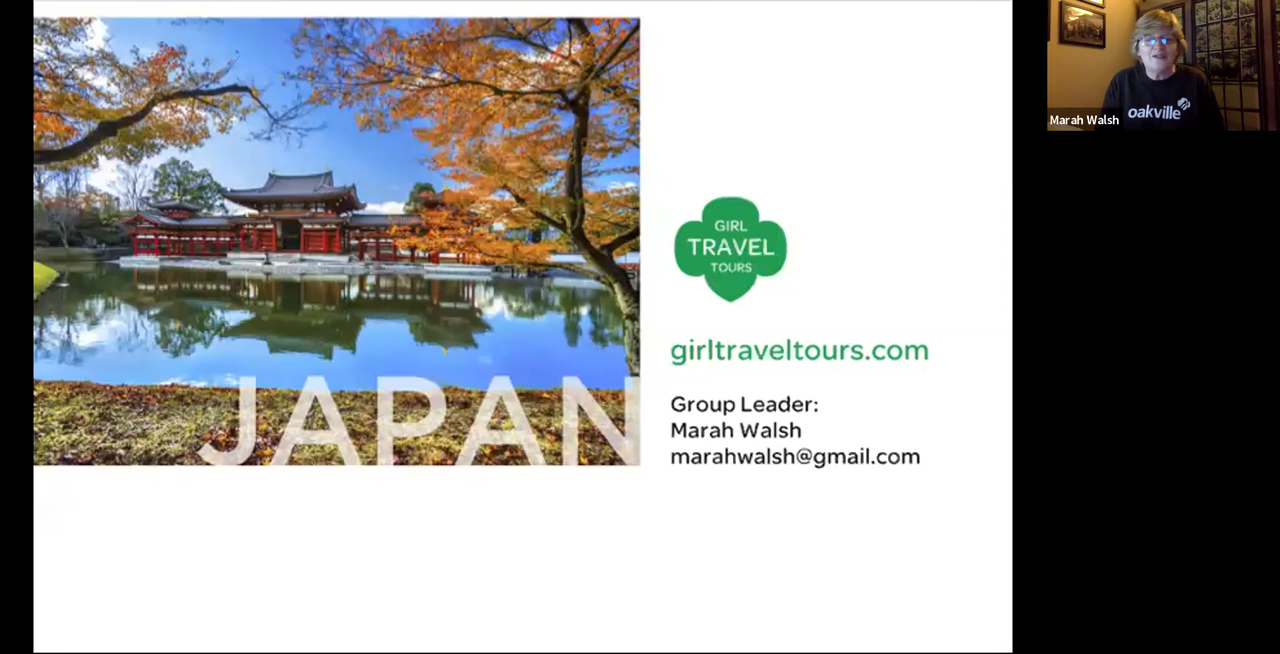 JAPAN
GIRL
TRAVEL
TOURS
girltraveltours.com
Group Leader:
Marah Walsh
marahwalsh@gmail.com
Marah Walsh
oakville